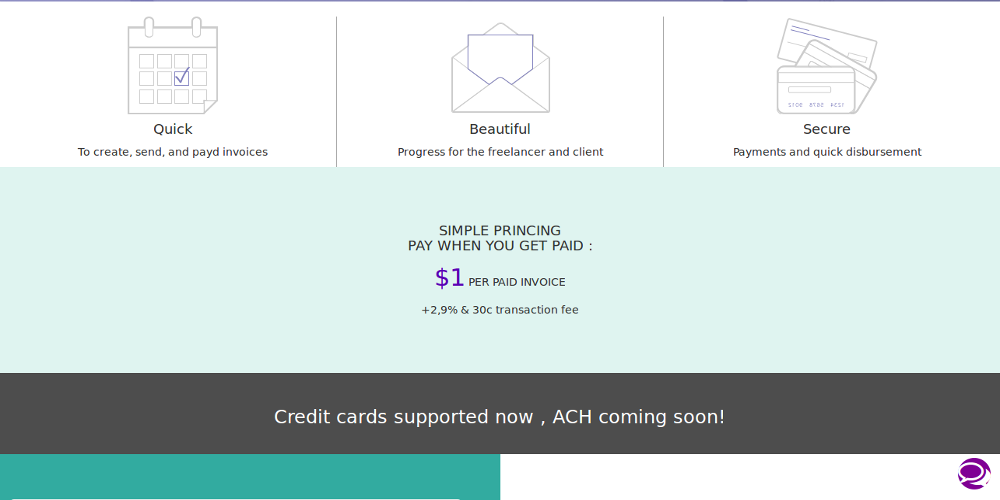 Quick
To create, send, and payd invoices
Beautiful
Progress for the freelancer and client
Secure
Payments and quick disbursement
SIMPLE PRINCING
PAY WHEN YOU GET PAID :
$1 PER PAID INVOICE
+2,9% & 30c transaction fee
Credit cards supported now , ACH coming soon!